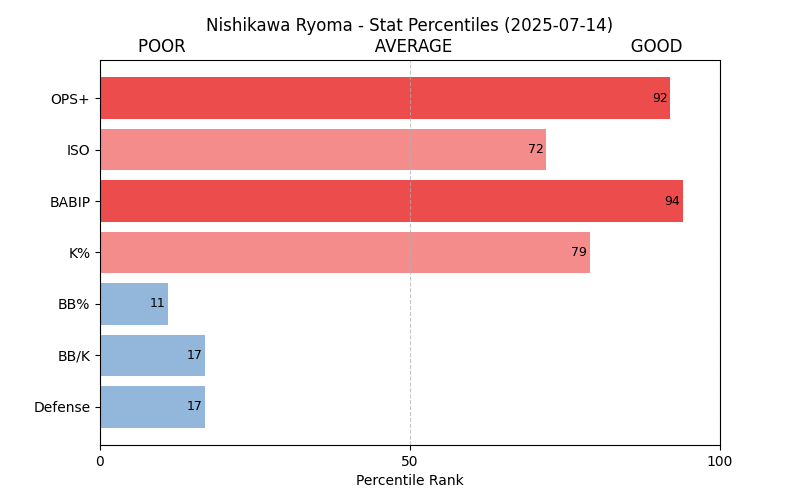 Nishikawa Ryoma - Stat Percentiles (2025-07-14)
POOR AVERAGE GOOD
OPS+ 92
ISO 72
BABIP 94
K% 79
BB% 11
BB/K 17
Defense 17
0 50 100
Percentile Rank